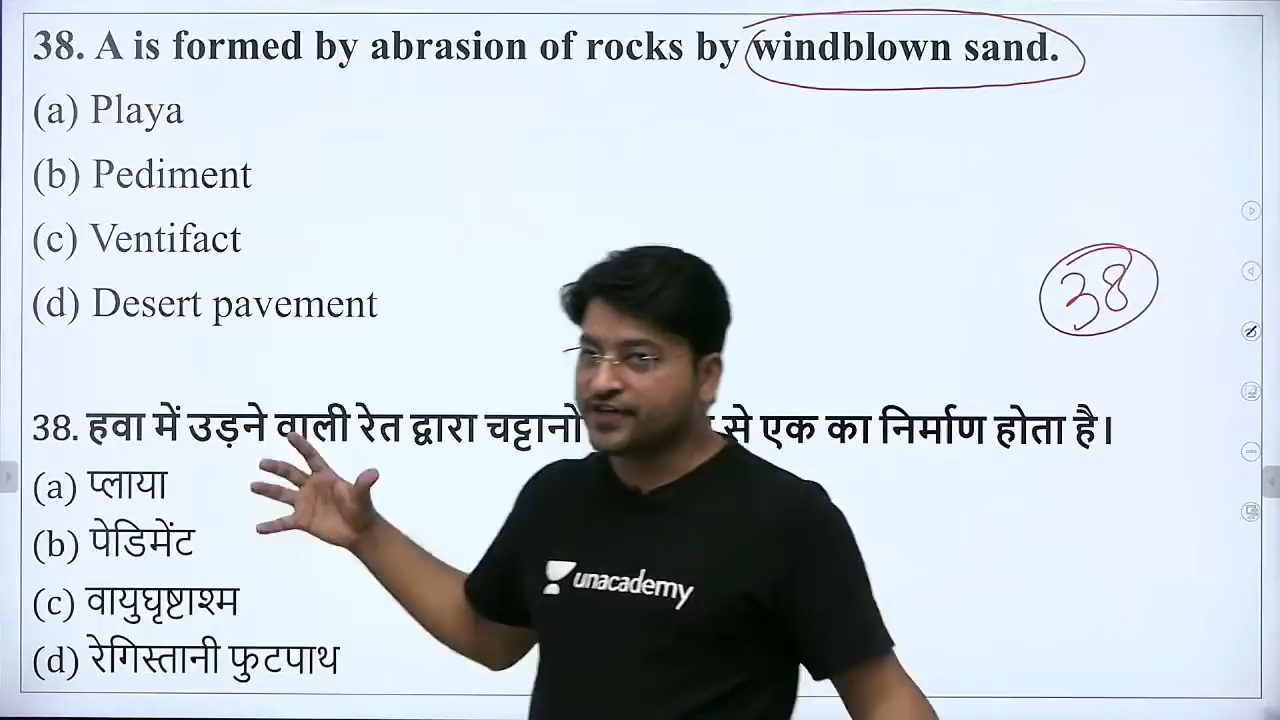 38. A is formed by abrasion of rocks by windblown sand.
(a) Playa
(b) Pediment
(c) Ventifact
(d) Desert pavement
38
38. हवा में उड़ने वाली रेत द्वारा चट्टानो से एक का निर्माण होता है।
(a) प्लाया
(b) पेडिमेंट
(c) वायुघृष्टाश्म
(d) रेगिस्तानी फुटपाथ
unacademy